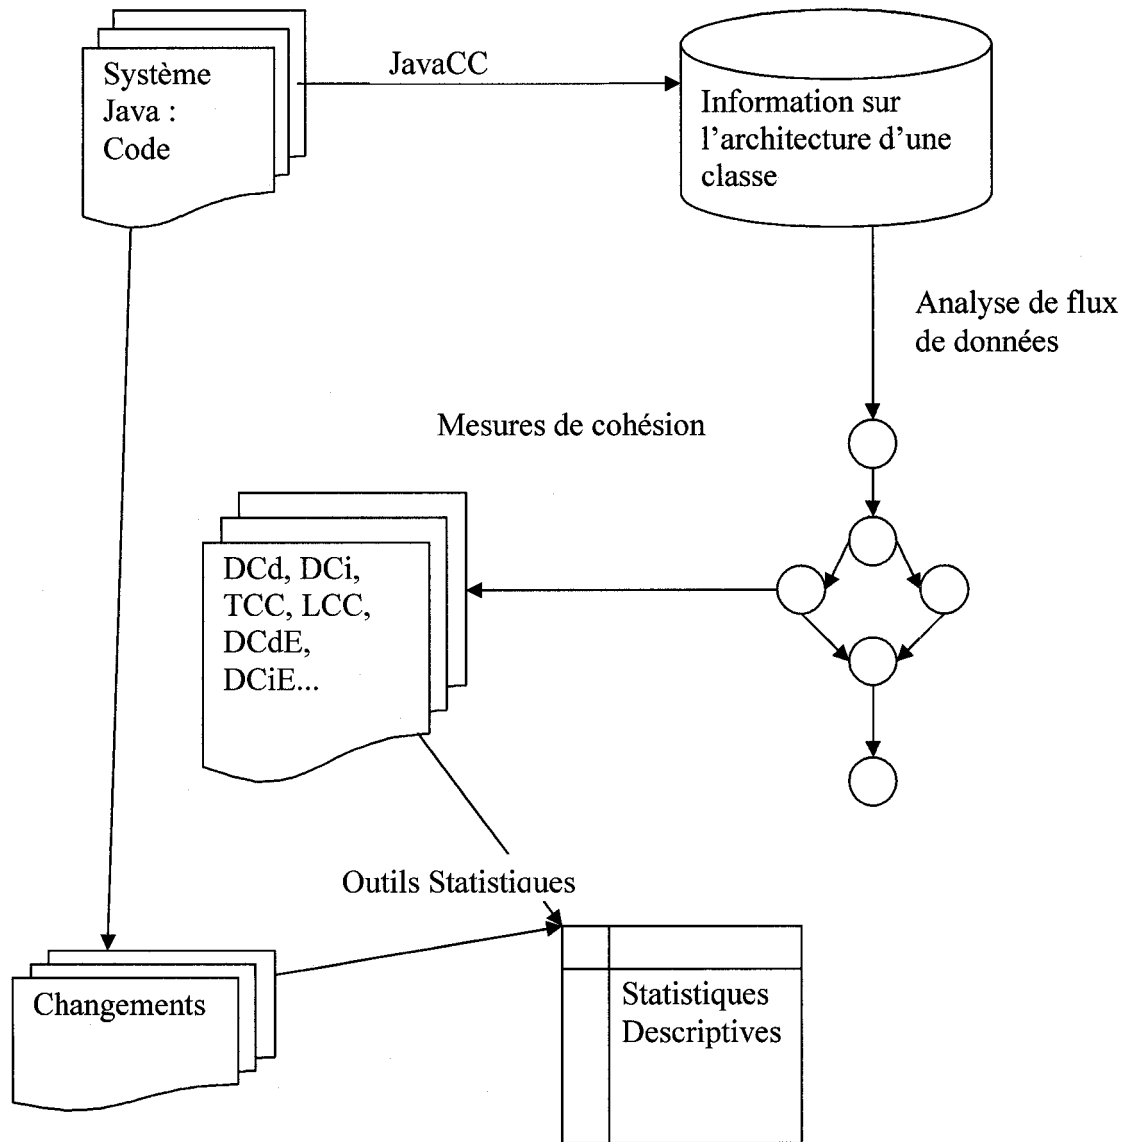 Système
Java :
Code
JavaCC
Information sur
l'architecture d'une
classe
Analyse de flux
de données
Mesures de cohésion
DCd, DCi,
TCC, LCC,
DCdE,
DCiE...
Outils Statistiques
Changements
Statistiques
Descriptives